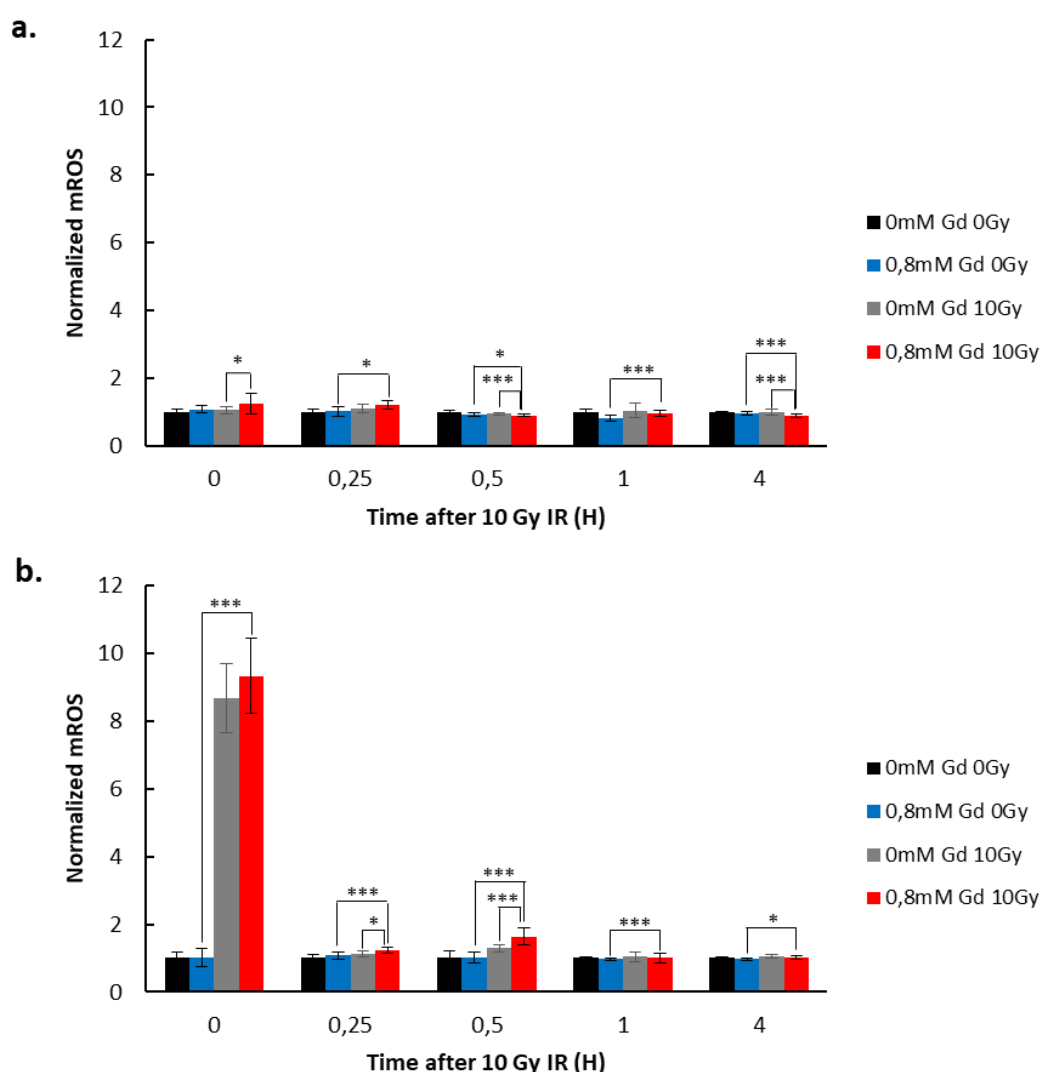 a.
Normalized mROS
12
10
8
6
4
2
0
*
*
*
***
***
***
***
0 0,25 0,5 1 4
Time after 10 Gy IR (H)
0mM Gd 0Gy
0,8mM Gd 0Gy
0mM Gd 10Gy
0,8mM Gd 10Gy
b.
Normalized mROS
12
10
8
6
4
2
0
***
***
*
***
***
***
*
0 0,25 0,5 1 4
Time after 10 Gy IR (H)
0mM Gd 0Gy
0,8mM Gd 0Gy
0mM Gd 10Gy
0,8mM Gd 10Gy